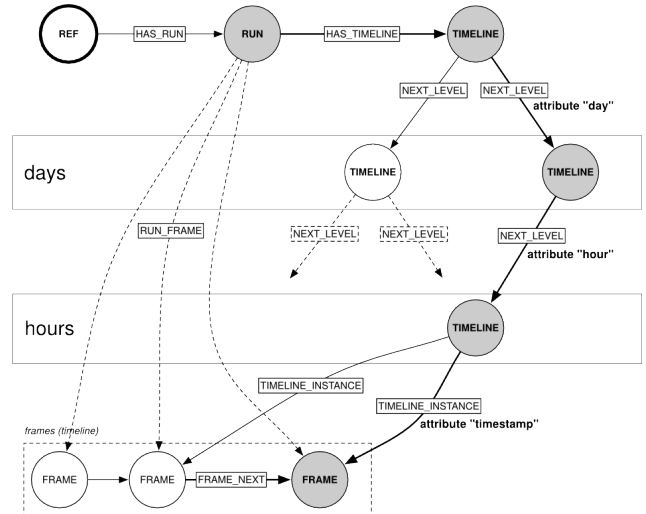 REF
HAS_RUN
RUN
HAS_TIMELINE
TIMELINE
NEXT_LEVEL
NEXT_LEVEL
attribute "day"
days
TIMELINE
TIMELINE
RUN_FRAME
NEXT_LEVEL
NEXT_LEVEL
NEXT_LEVEL
attribute "hour"
hours
TIMELINE
TIMELINE_INSTANCE
TIMELINE_INSTANCE
attribute "timestamp"
frames (timeline)
FRAME
FRAME
FRAME_NEXT
FRAME